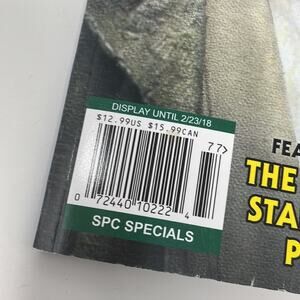 DISPLAY UNTIL 2/23/18
$12.99US $15.99CAN
77>
0 72440 10222 4
SPC SPECIALS
FEA
THE
STA
P